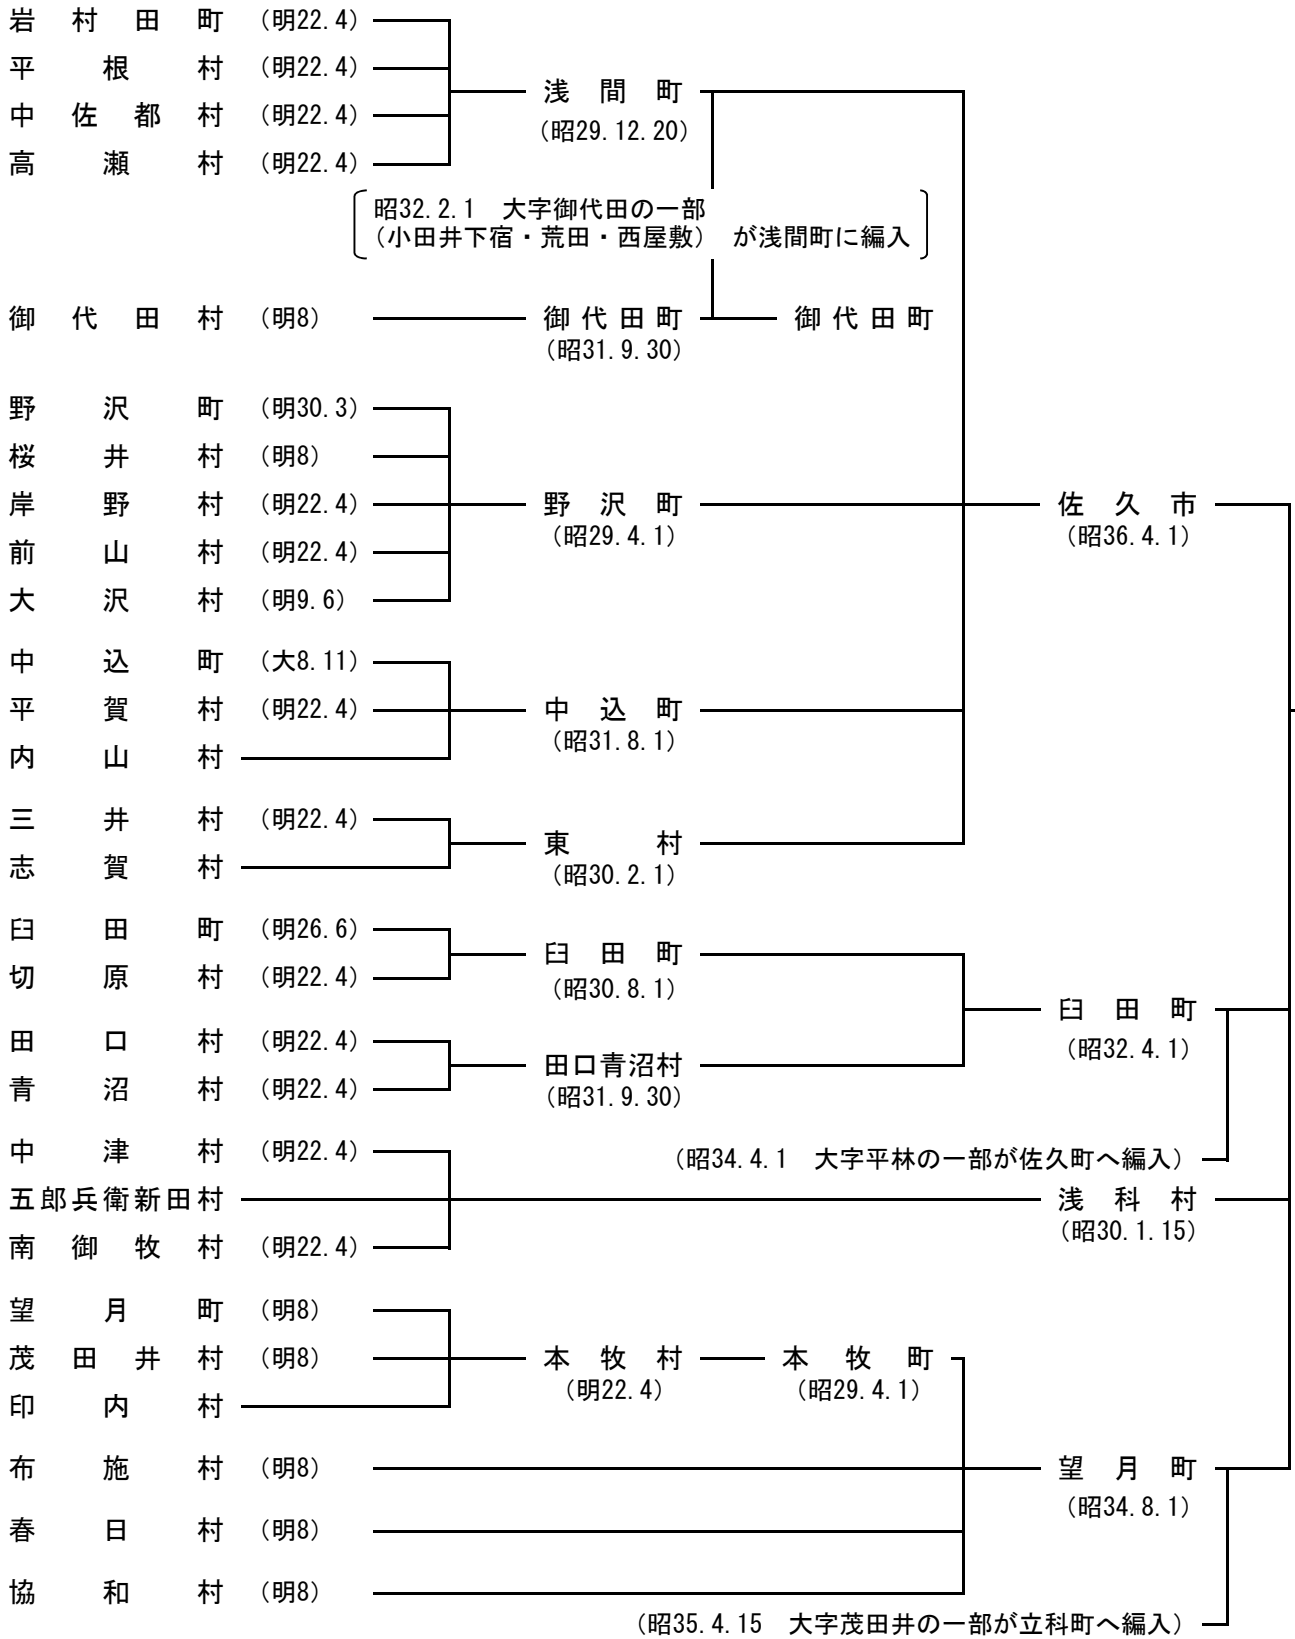 岩村田町（明22.4）
平根村（明22.4）
中佐都村（明22.4）
高瀬村（明22.4）
浅間町
（昭29.12.20）
昭32.2.1　大字御代田の一部
（小田井下宿・荒田・西屋敷）　が浅間町に編入
御代田村（明8）
御代田町
（昭31.9.30）
御代田町
野沢町（明30.3）
桜井村（明8）
岸野村（明22.4）
前山村（明22.4）
大沢村（明9.6）
野沢町
（昭29.4.1）
佐久市
（昭36.4.1）
中込町（大8.11）
平賀村（明22.4）
内山村
中込町
（昭31.8.1）
三井村（明22.4）
志賀村
東村
（昭30.2.1）
臼田町（明26.6）
切原村（明22.4）
臼田町
（昭30.8.1）
田口村（明22.4）
青沼村（明22.4）
田口青沼村
（昭31.9.30）
臼田町
（昭32.4.1）
（昭34.4.1　大字平林の一部が佐久町へ編入）
中津村（明22.4）
五郎兵衛新田村
南御牧村（明22.4）
浅科村
（昭30.1.15）
望月町（明8）
茂田井村（明8）
印内村
本牧村
（明22.4）
本牧町
（昭29.4.1）
布施村（明8）
春日村（明8）
協和村（明8）
望月町
（昭34.8.1）
（昭35.4.15　大字茂田井の一部が立科町へ編入）